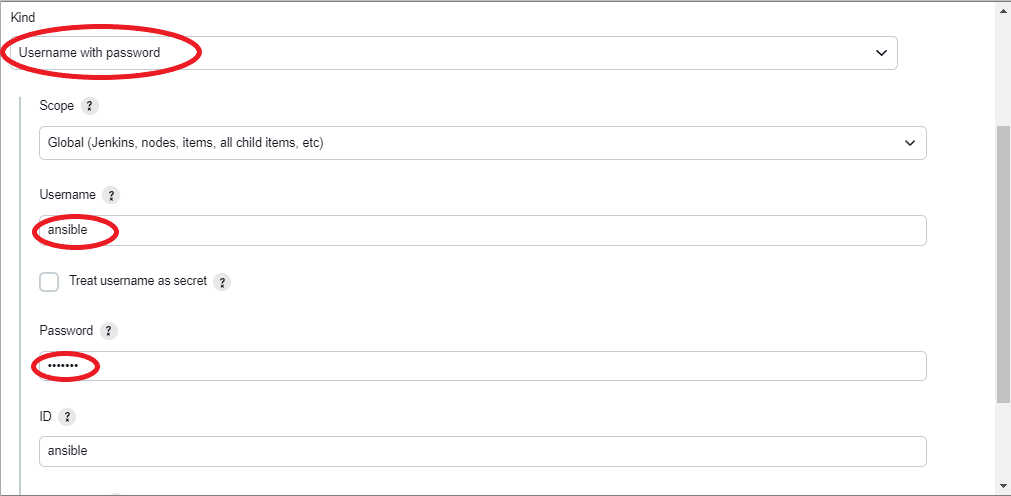 Kind
Username with password
Scope ?
Global (Jenkins, nodes, items, all child items, etc)
Username ?
ansible
Treat username as secret ?
Password ?
•••••••
ID ?
ansible